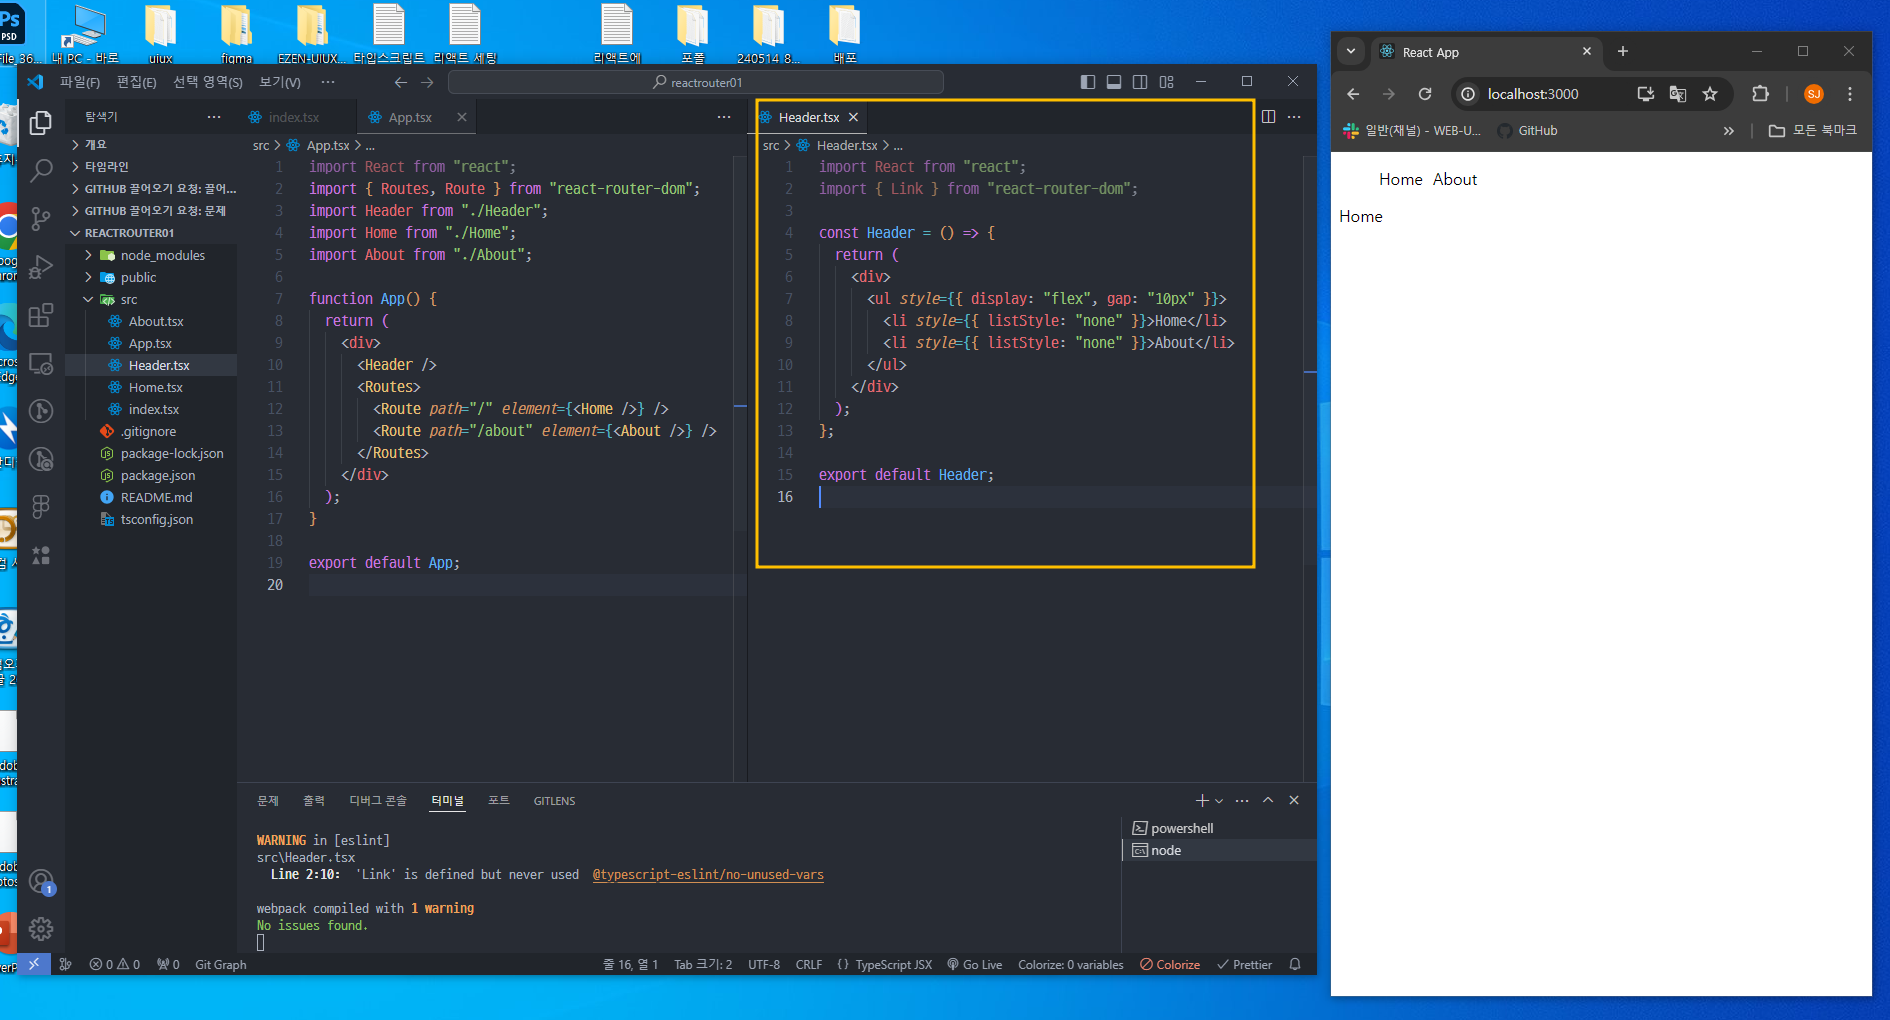 Ps
PSD
File_36...
내 PC - 바로
uiux
figma
EZEN-UIUX...
타입스크립트
리액트 세팅
리액트에
포폴
240514_8...
배포
파일(F)
편집(E)
선택 영역(S)
보기(V)
reactrouter01
탐색기
index.tsx
App.tsx
Header.tsx
개요
타임라인
GITHUB 끌어오기 요청: 끌어...
GITHUB 끌어오기 요청: 문제
REACTROUTER01
node_modules
public
src
About.tsx
App.tsx
Header.tsx
Home.tsx
index.tsx
.gitignore
package-lock.json
package.json
README.md
tsconfig.json
src > App.tsx > ...
1 import React from "react";
2 import { Routes, Route } from "react-router-dom";
3 import Header from "./Header";
4 import Home from "./Home";
5 import About from "./About";
6
7 function App() {
8 return (
9 <div>
10 <Header />
11 <Routes>
12 <Route path="/" element={<Home />} />
13 <Route path="/about" element={<About />} />
14 </Routes>
15 </div>
16 );
17 }
18
19 export default App;
20
src > Header.tsx > ...
1 import React from "react";
2 import { Link } from "react-router-dom";
3
4 const Header = () => {
5 return (
6 <div>
7 <ul style={{ display: "flex", gap: "10px" }}>
8 <li style={{ listStyle: "none" }}>Home</li>
9 <li style={{ listStyle: "none" }}>About</li>
10 </ul>
11 </div>
12 );
13 };
14
15 export default Header;
16
문제
출력
디버그 콘솔
터미널
포트
GITLENS
WARNING in [eslint]
src\Header.tsx
Line 2:10: 'Link' is defined but never used @typescript-eslint/no-unused-vars
webpack compiled with 1 warning
No issues found.
powershell
node
1
0
0
0
Git Graph
줄 16, 열 1
Tab 크기: 2
UTF-8
CRLF
{} TypeScript JSX
Go Live
Colorize: 0 variables
Colorize
Prettier
React App
localhost:3000
SJ
일반(채널) - WEB-U...
GitHub
모든 북마크
Home About
Home